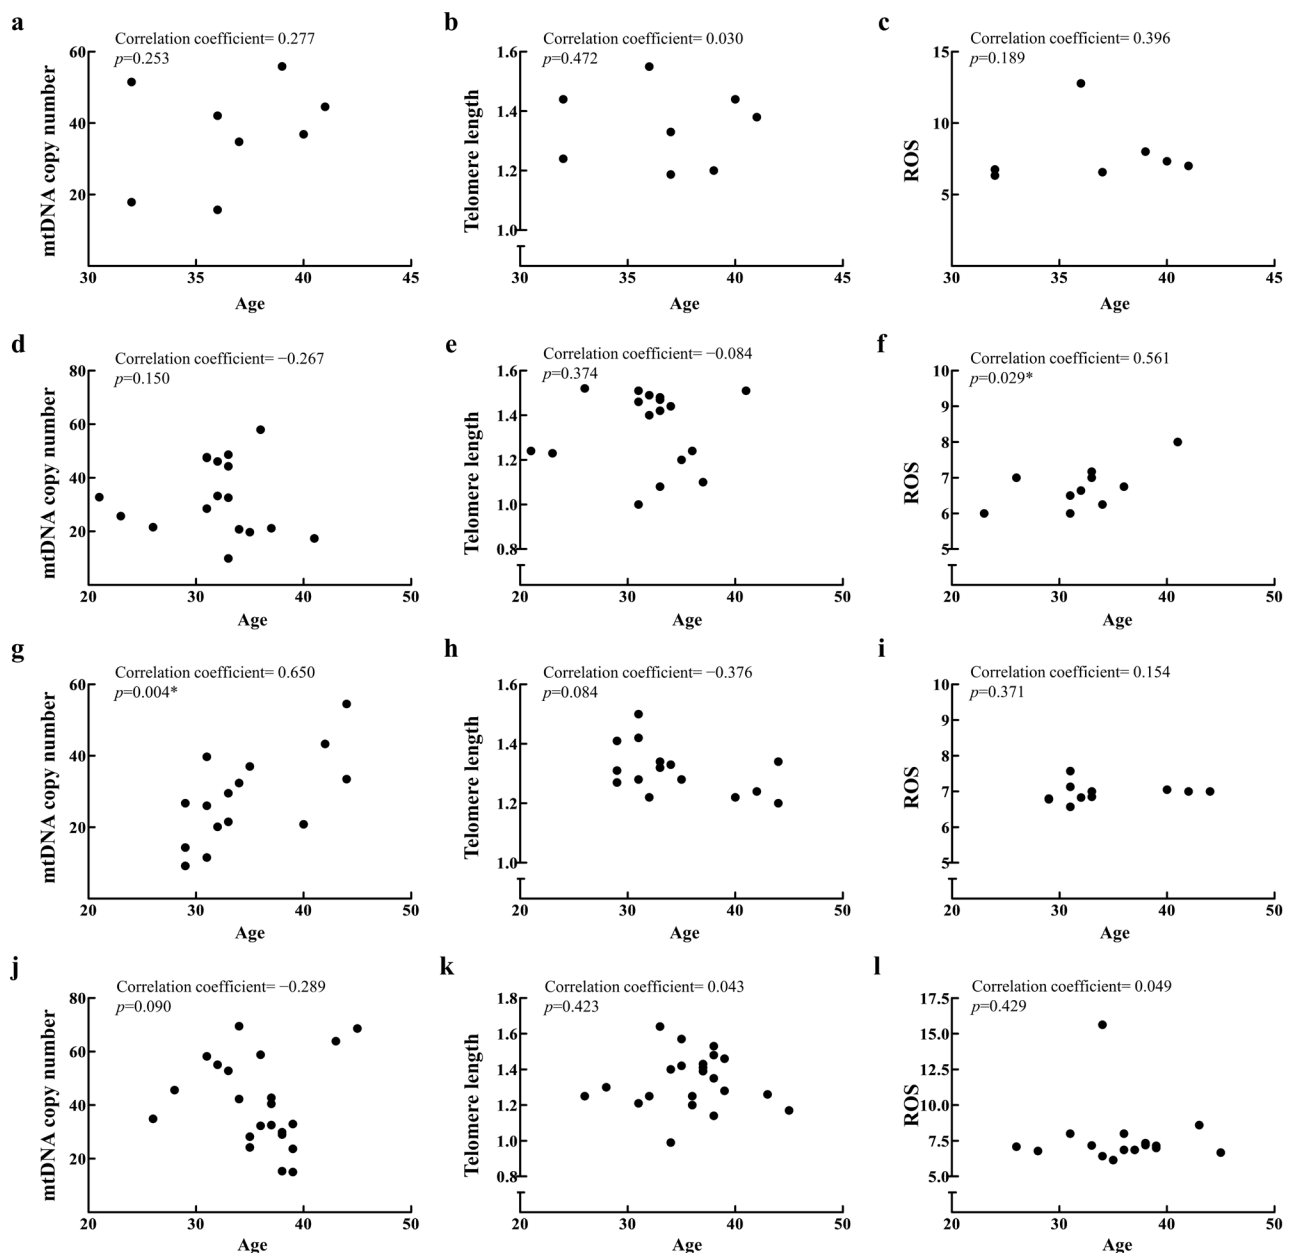 a
Correlation coefficient= 0.277
p=0.253
60
40
20
mtDNA copy number
30 35 40 45
Age
b
Correlation coefficient= 0.030
p=0.472
1.6
1.4
1.2
1.0
Telomere length
30 35 40 45
Age
c
Correlation coefficient= 0.396
p=0.189
15
10
5
ROS
30 35 40 45
Age
d
Correlation coefficient= −0.267
p=0.150
80
60
40
20
mtDNA copy number
20 30 40 50
Age
e
Correlation coefficient= −0.084
p=0.374
1.6
1.4
1.2
1.0
0.8
Telomere length
20 30 40 50
Age
f
Correlation coefficient= 0.561
p=0.029*
10
9
8
7
6
5
ROS
20 30 40 50
Age
g
Correlation coefficient= 0.650
p=0.004*
60
40
20
mtDNA copy number
20 30 40 50
Age
h
Correlation coefficient= −0.376
p=0.084
1.6
1.4
1.2
1.0
Telomere length
20 30 40 50
Age
i
Correlation coefficient= 0.154
p=0.371
10
9
8
7
6
5
ROS
20 30 40 50
Age
j
Correlation coefficient= −0.289
p=0.090
80
60
40
20
mtDNA copy number
20 30 40 50
Age
k
Correlation coefficient= 0.043
p=0.423
1.8
1.6
1.4
1.2
1.0
0.8
Telomere length
20 30 40 50
Age
l
Correlation coefficient= 0.049
p=0.429
17.5
15.0
12.5
10.0
7.5
5.0
ROS
20 30 40 50
Age